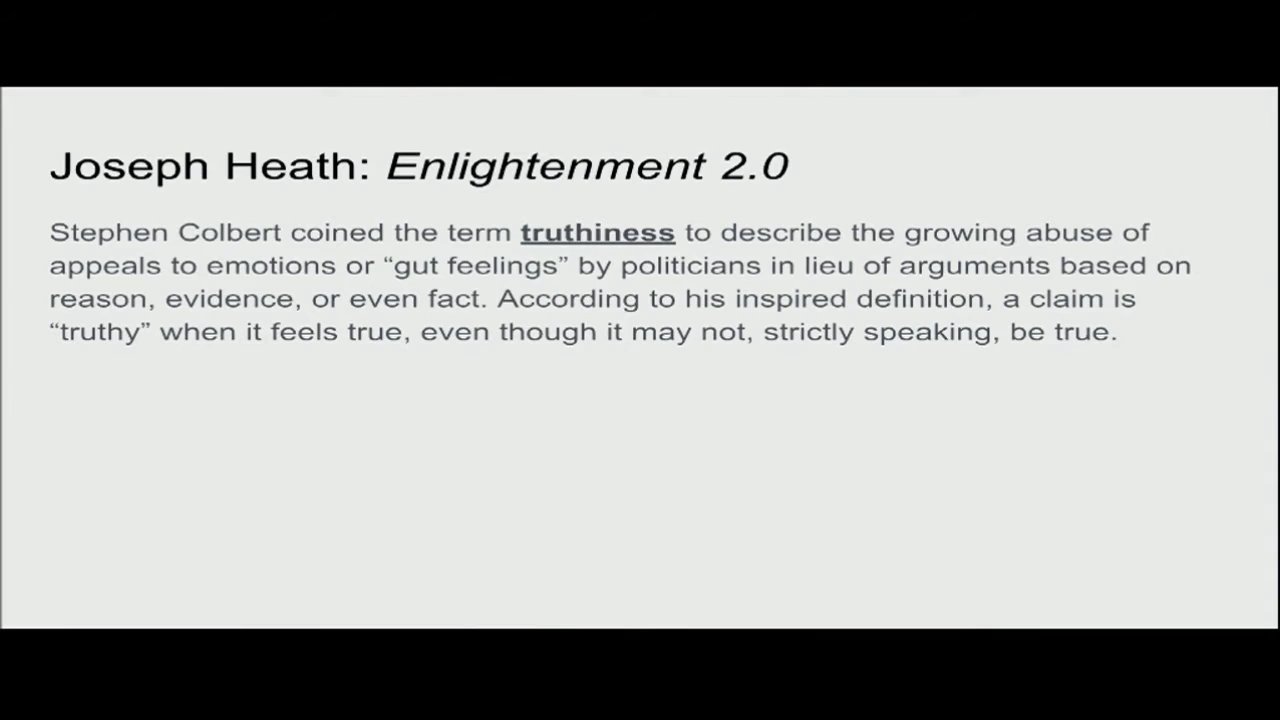 Joseph Heath: Enlightenment 2.0
Stephen Colbert coined the term truthiness to describe the growing abuse of
appeals to emotions or “gut feelings” by politicians in lieu of arguments based on
reason, evidence, or even fact. According to his inspired definition, a claim is
“truthy” when it feels true, even though it may not, strictly speaking, be true.